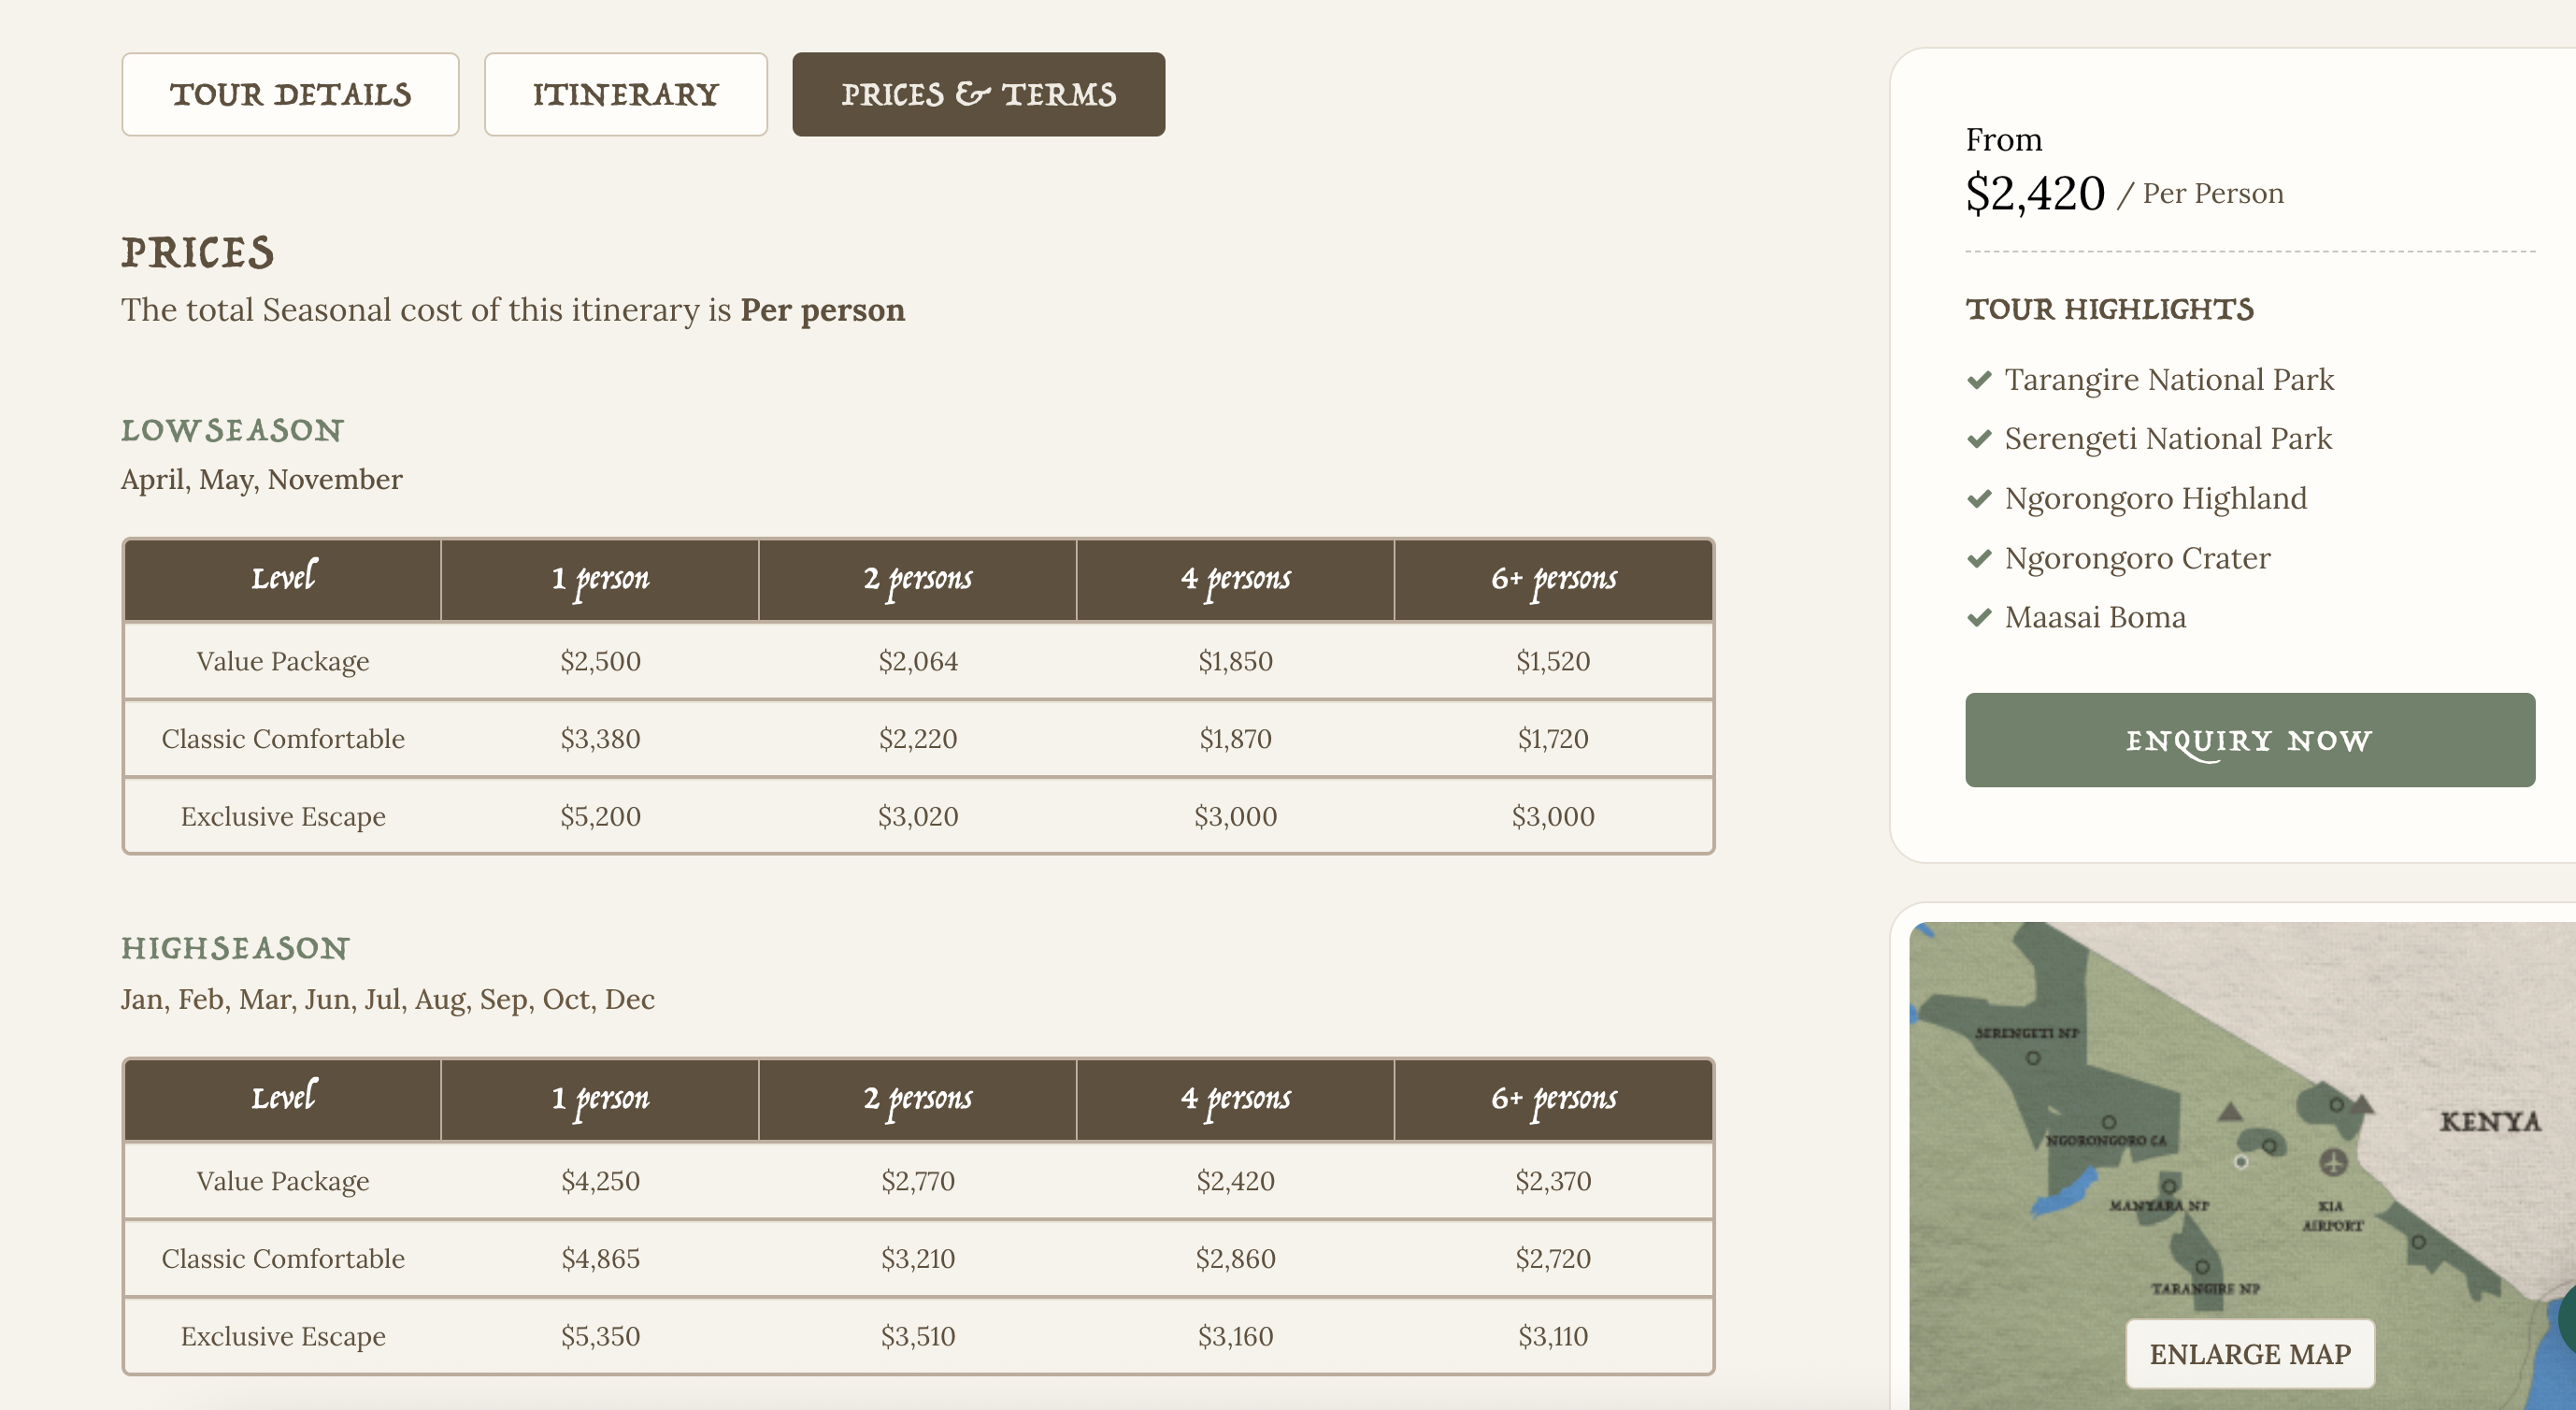 TOUR DETAILS
ITINERARY
PRICES & TERMS
PRICES
The total Seasonal cost of this itinerary is Per person
LOWSEASON
April, May, November
Level 1 person 2 persons 4 persons 6+ persons
Value Package $2,500 $2,064 $1,850 $1,520
Classic Comfortable $3,380 $2,220 $1,870 $1,720
Exclusive Escape $5,200 $3,020 $3,000 $3,000
HIGHSEASON
Jan, Feb, Mar, Jun, Jul, Aug, Sep, Oct, Dec
Level 1 person 2 persons 4 persons 6+ persons
Value Package $4,250 $2,770 $2,420 $2,370
Classic Comfortable $4,865 $3,210 $2,860 $2,720
Exclusive Escape $5,350 $3,510 $3,160 $3,110
From
$2,420 / Per Person
TOUR HIGHLIGHTS
Tarangire National Park
Serengeti National Park
Ngorongoro Highland
Ngorongoro Crater
Maasai Boma
ENQUIRY NOW
SERENGETI NP
KENYA
NGORONGORO CA
MANYARA NP
KIA
AIRPORT
TARANGIRE NP
ENLARGE MAP